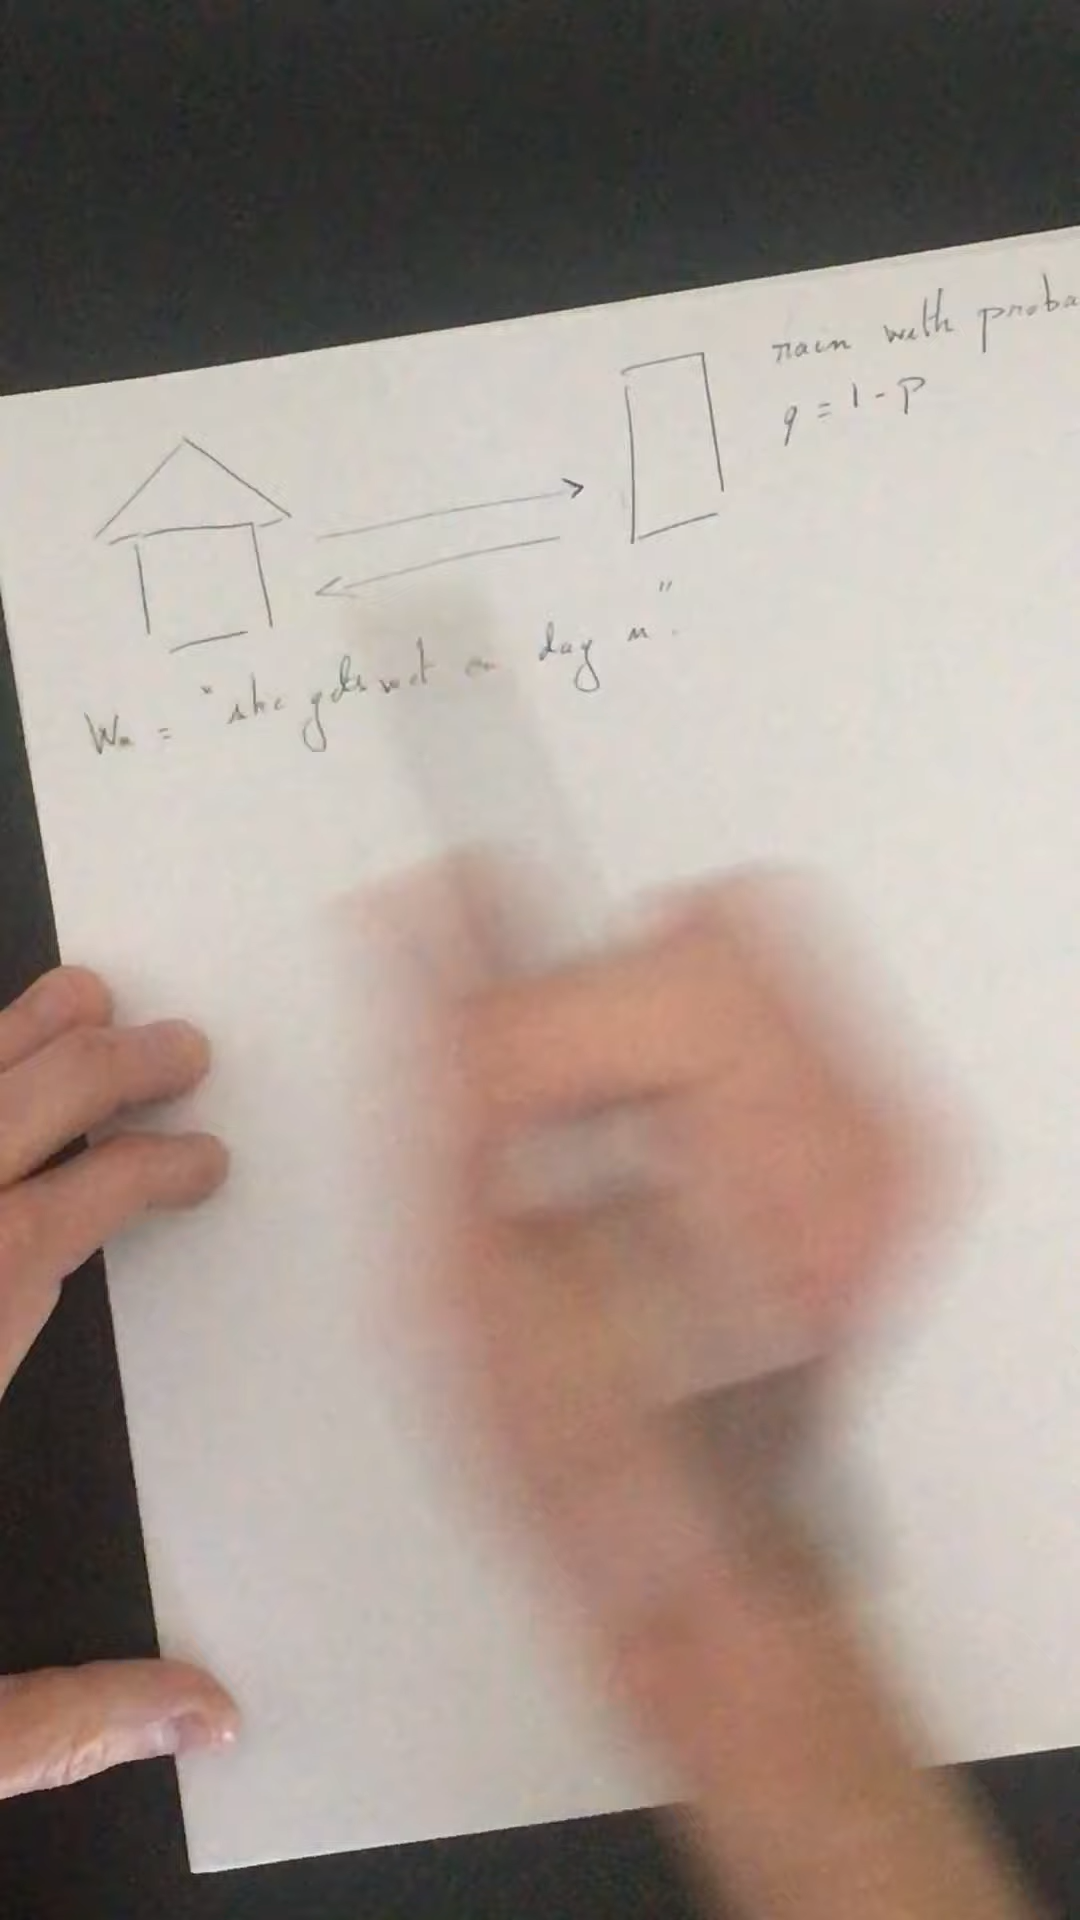 rain with proba
q = 1 - p
Wn = "she gets wet on day n".